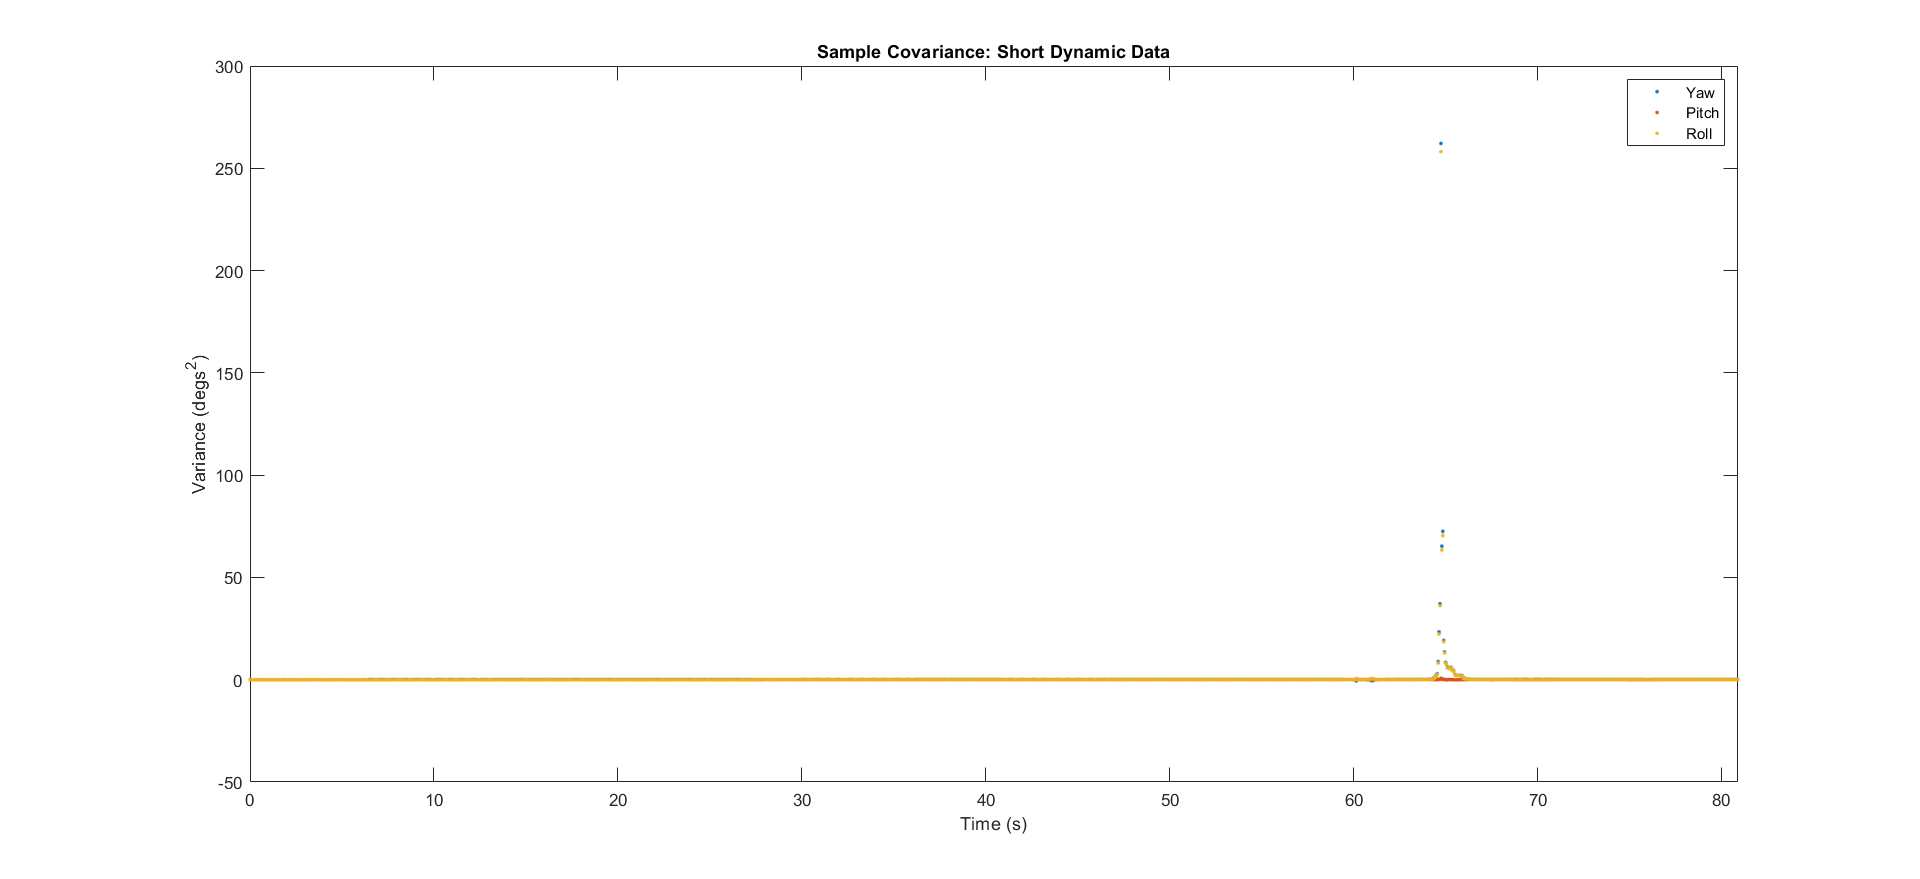 Sample Covariance: Short Dynamic Data
300
250
200
150
100
50
0
-50
Variance (degs²)
0 10 20 30 40 50 60 70 80
Time (s)
Yaw
Pitch
Roll